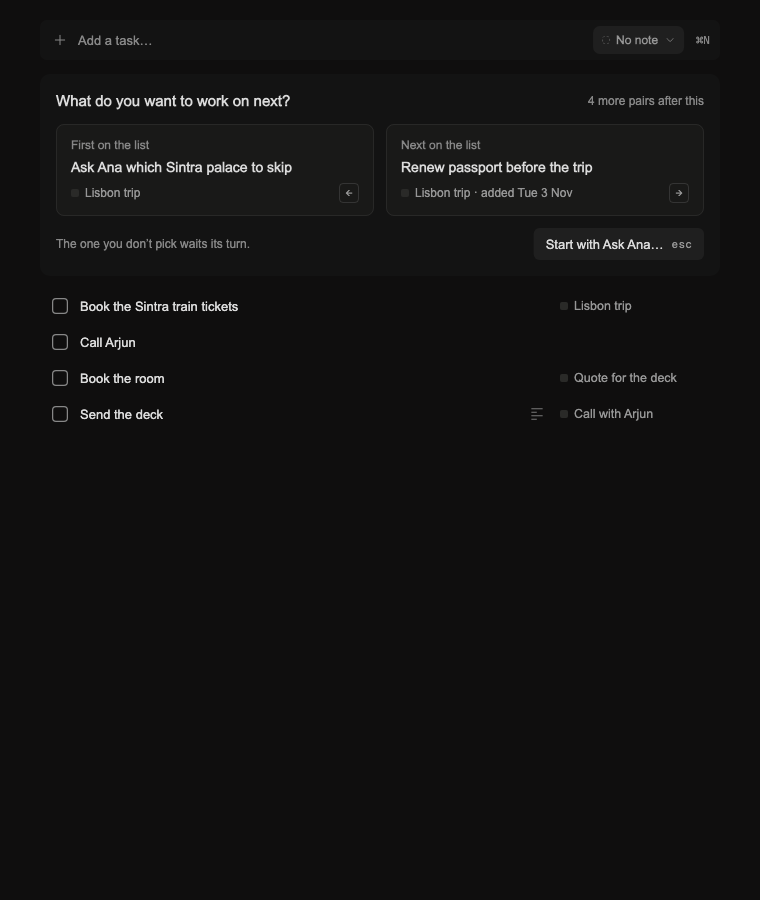 Add a task…
No note
⌘N
What do you want to work on next?
4 more pairs after this
First on the list
Ask Ana which Sintra palace to skip
Lisbon trip
Next on the list
Renew passport before the trip
Lisbon trip · added Tue 3 Nov
The one you don’t pick waits its turn.
Start with Ask Ana… esc
Book the Sintra train tickets
Lisbon trip
Call Arjun
Book the room
Quote for the deck
Send the deck
Call with Arjun